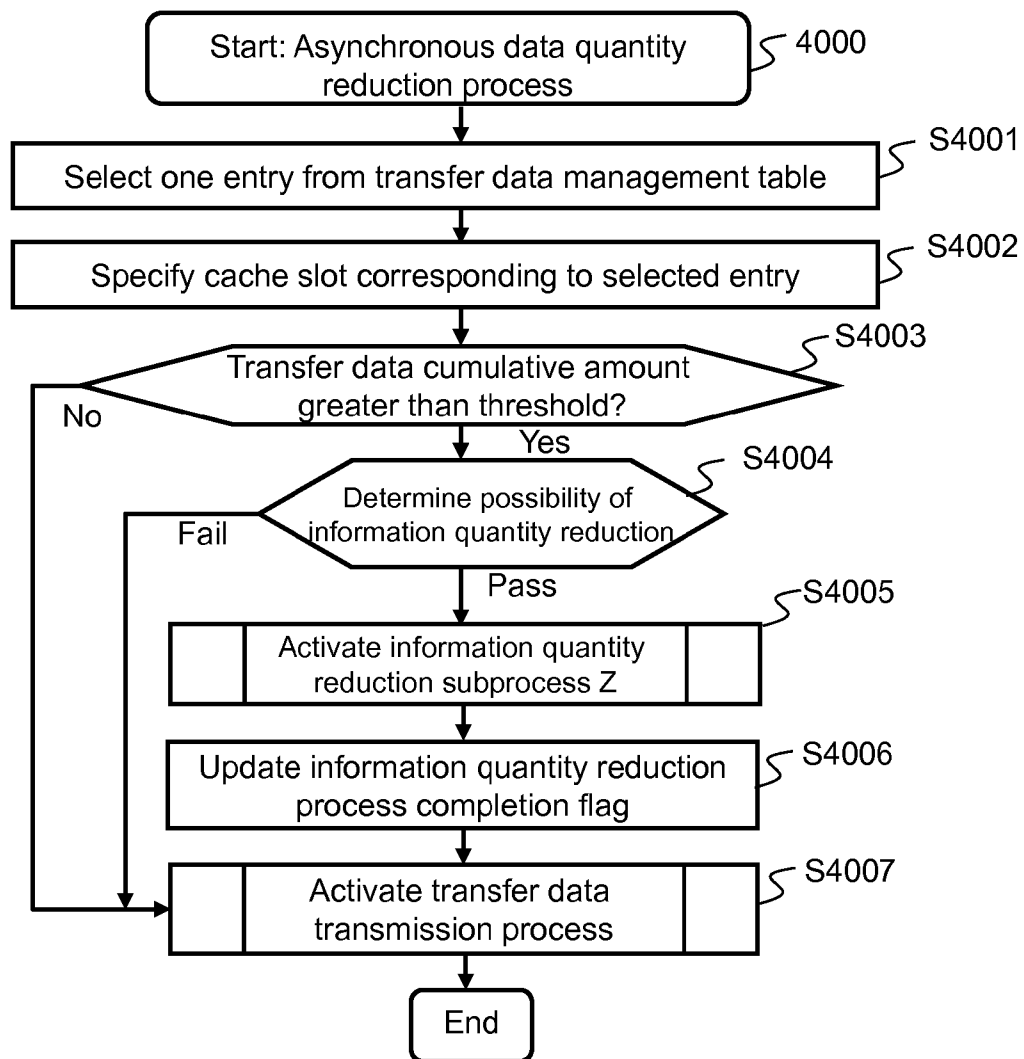 Start: Asynchronous data quantity
reduction process
4000
S4001
Select one entry from transfer data management table
S4002
Specify cache slot corresponding to selected entry
S4003
Transfer data cumulative amount
greater than threshold?
No
Yes
S4004
Determine possibility of
information quantity reduction
Fail
Pass
S4005
Activate information quantity
reduction subprocess Z
S4006
Update information quantity reduction
process completion flag
S4007
Activate transfer data
transmission process
End